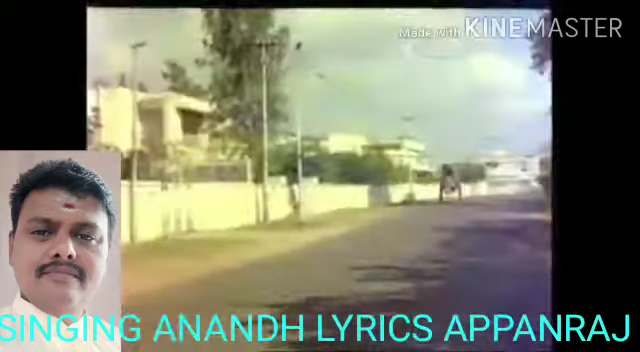 Made with KINEMASTER
SINGING ANANDH LYRICS APPANRAJ